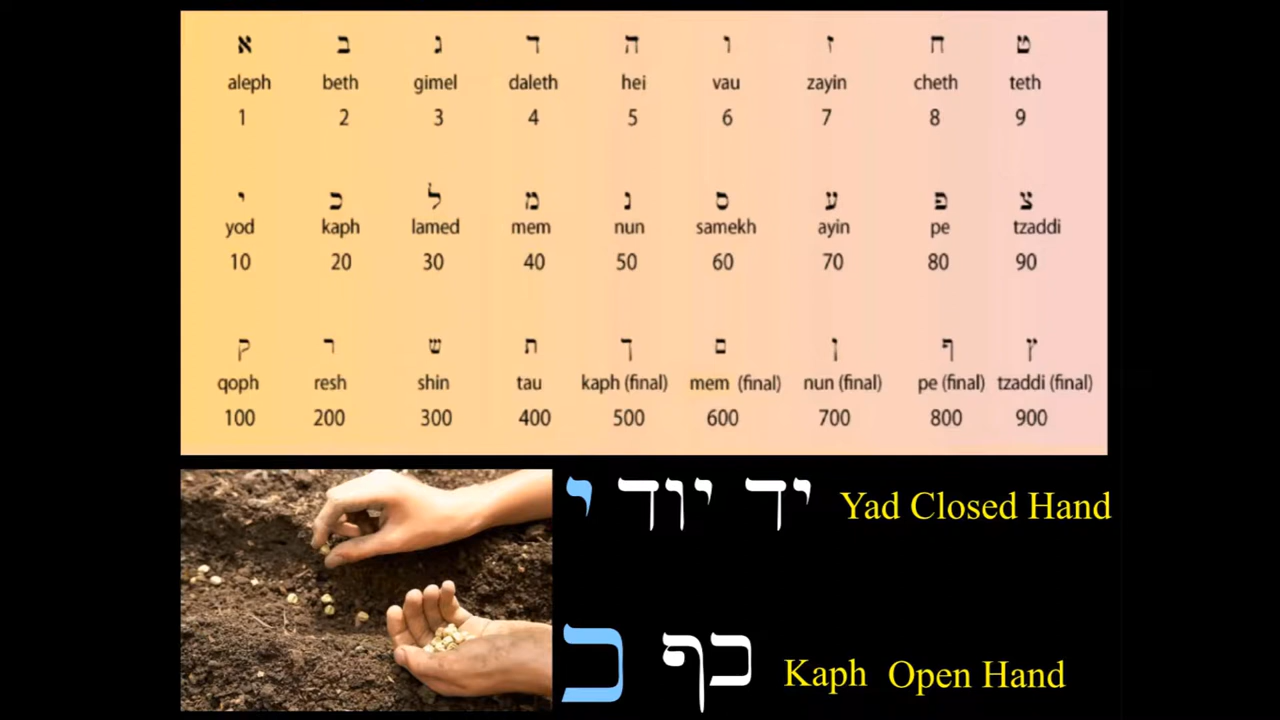 א ב ג ד ה ו ז ח ט
aleph beth gimel daleth hei vau zayin cheth teth
1 2 3 4 5 6 7 8 9
י כ ל מ נ ס ע פ צ
yod kaph lamed mem nun samekh ayin pe tzaddi
10 20 30 40 50 60 70 80 90
ק ר ש ת ך ם ן ף ץ
qoph resh shin tau kaph (final) mem (final) nun (final) pe (final) tzaddi (final)
100 200 300 400 500 600 700 800 900
יד יוד י Yad Closed Hand
כף כ Kaph Open Hand